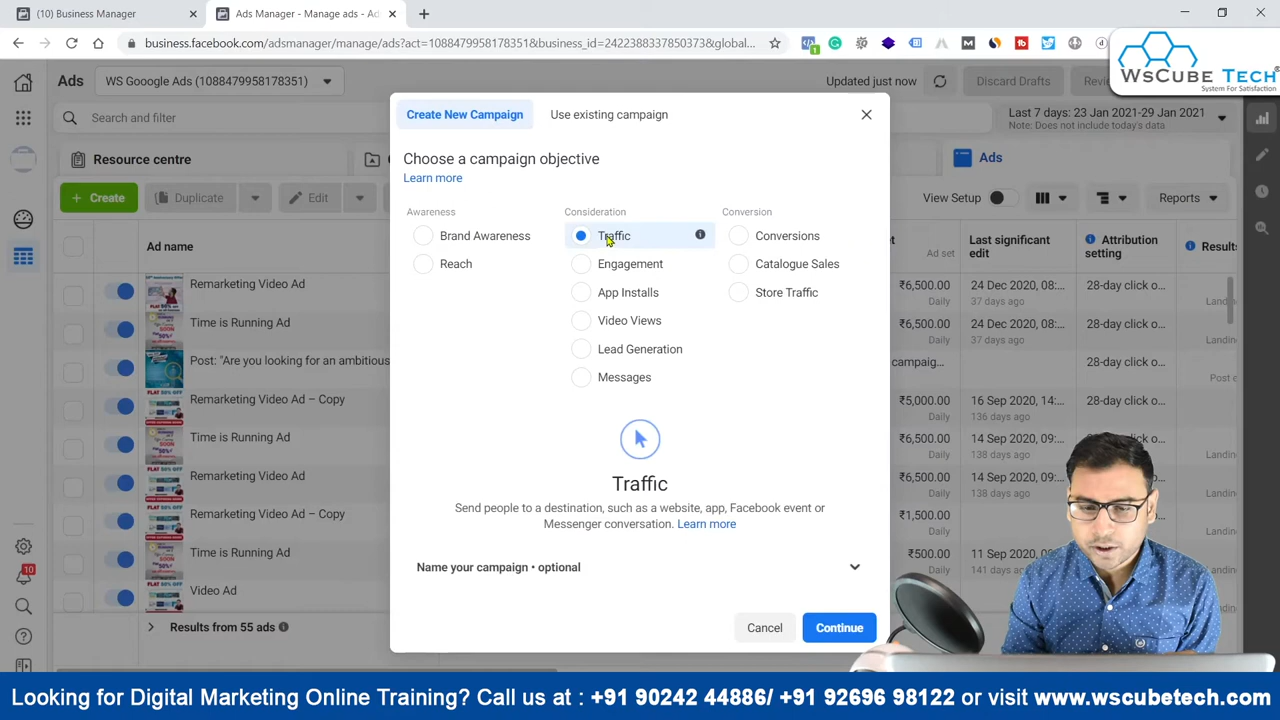 (10) Business Manager
Ads Manager - Manage ads - Ad
business.facebook.com/adsmanager/manage/ads?act=1088479958178351&business_id=242238837850373&global...
WsCube Tech
System For Satisfaction
Ads
WS Gooogle Ads (1088479958178351)
Updated just now
Discard Drafts
Search and filter
Last 7 days: 23 Jan 2021-29 Jan 2021
Note: Does not include today's data
Resource centre
Ads
+ Create
Duplicate
Edit
View Setup
Reports
Ad name
Ad set
Last significant
edit
Attribution
setting
Results
Remarketing Video Ad
₹6,500.00
Daily
24 Dec 2020, 08:...
37 days ago
28-day click o...
Time is Running Ad
₹6,500.00
Daily
24 Dec 2020, 08:...
37 days ago
28-day click o...
Post: "Are you looking for an ambitious
campaig...
28-day click o...
Post e
Remarketing Video Ad – Copy
₹5,000.00
Daily
16 Sep 2020, 14:...
136 days ago
28-day click o...
Time is Running Ad
₹6,500.00
Daily
14 Sep 2020, 09:...
138 days ago
Remarketing Video Ad – Copy
₹6,500.00
Daily
14 Sep 2020, 09:...
138 days ago
Remarketing Video Ad – Copy
₹1,500.00
Daily
Time is Running Ad
₹500.00
Daily
11 Sep 2020, 0
141 days ago
Video Ad
Results from 55 ads
10
Create New Campaign
Use existing campaign
Choose a campaign objective
Learn more
Awareness
Brand Awareness
Reach
Consideration
Traffic
Engagement
App Installs
Video Views
Lead Generation
Messages
Conversion
Conversions
Catalogue Sales
Store Traffic
Traffic
Send people to a destination, such as a website, app, Facebook event or
Messenger conversation. Learn more
Name your campaign • optional
Cancel
Continue
Looking for Digital Marketing Online Training? Call us at : +91 90242 44886/ +91 92696 98122 or visit www.wscubetech.com